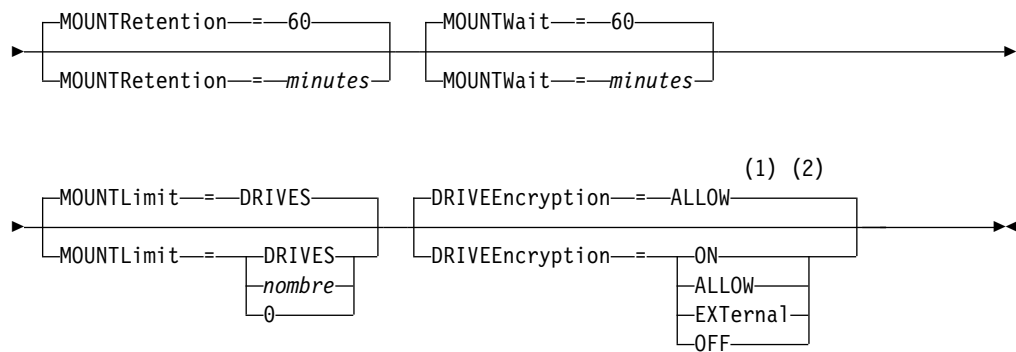 MOUNTRetention = 60 MOUNTWait = 60
MOUNTRetention = minutes MOUNTWait = minutes
(1) (2)
MOUNTLimit = DRIVES DRIVEEncryption = ALLOW
MOUNTLimit = DRIVES DRIVEEncryption = ON
nombre ALLOW
0 EXTernal
OFF